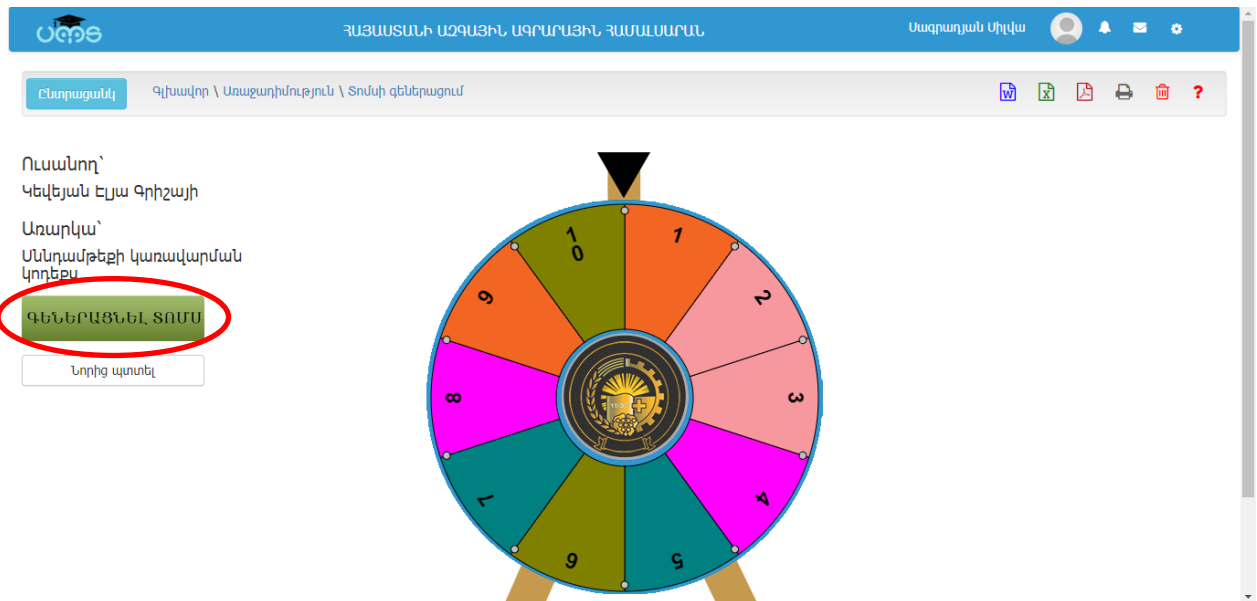 ումs
ՀԱՅԱՍՏԱՆԻ ԱԶԳԱՅԻՆ ԱԳՐԱՐԱՅԻՆ ՀԱՄԱԼՍԱՐԱՆ
Սագրադյան Սիլվա
Ընտրացանկ
Գլխավոր \ Առաջադիմություն \ Տոմսի գեներացում
?
Ուսանող՝
Կեվեյան Էլյա Գրիշայի
Առարկա՝
Սննդամթեքի կառավարման
կոդեքս
ԳԵՆԵՐԱՑՆԵԼ ՏՈՄՍ
Նորից պտտել
1
2
3
4
5
6
7
8
9
10